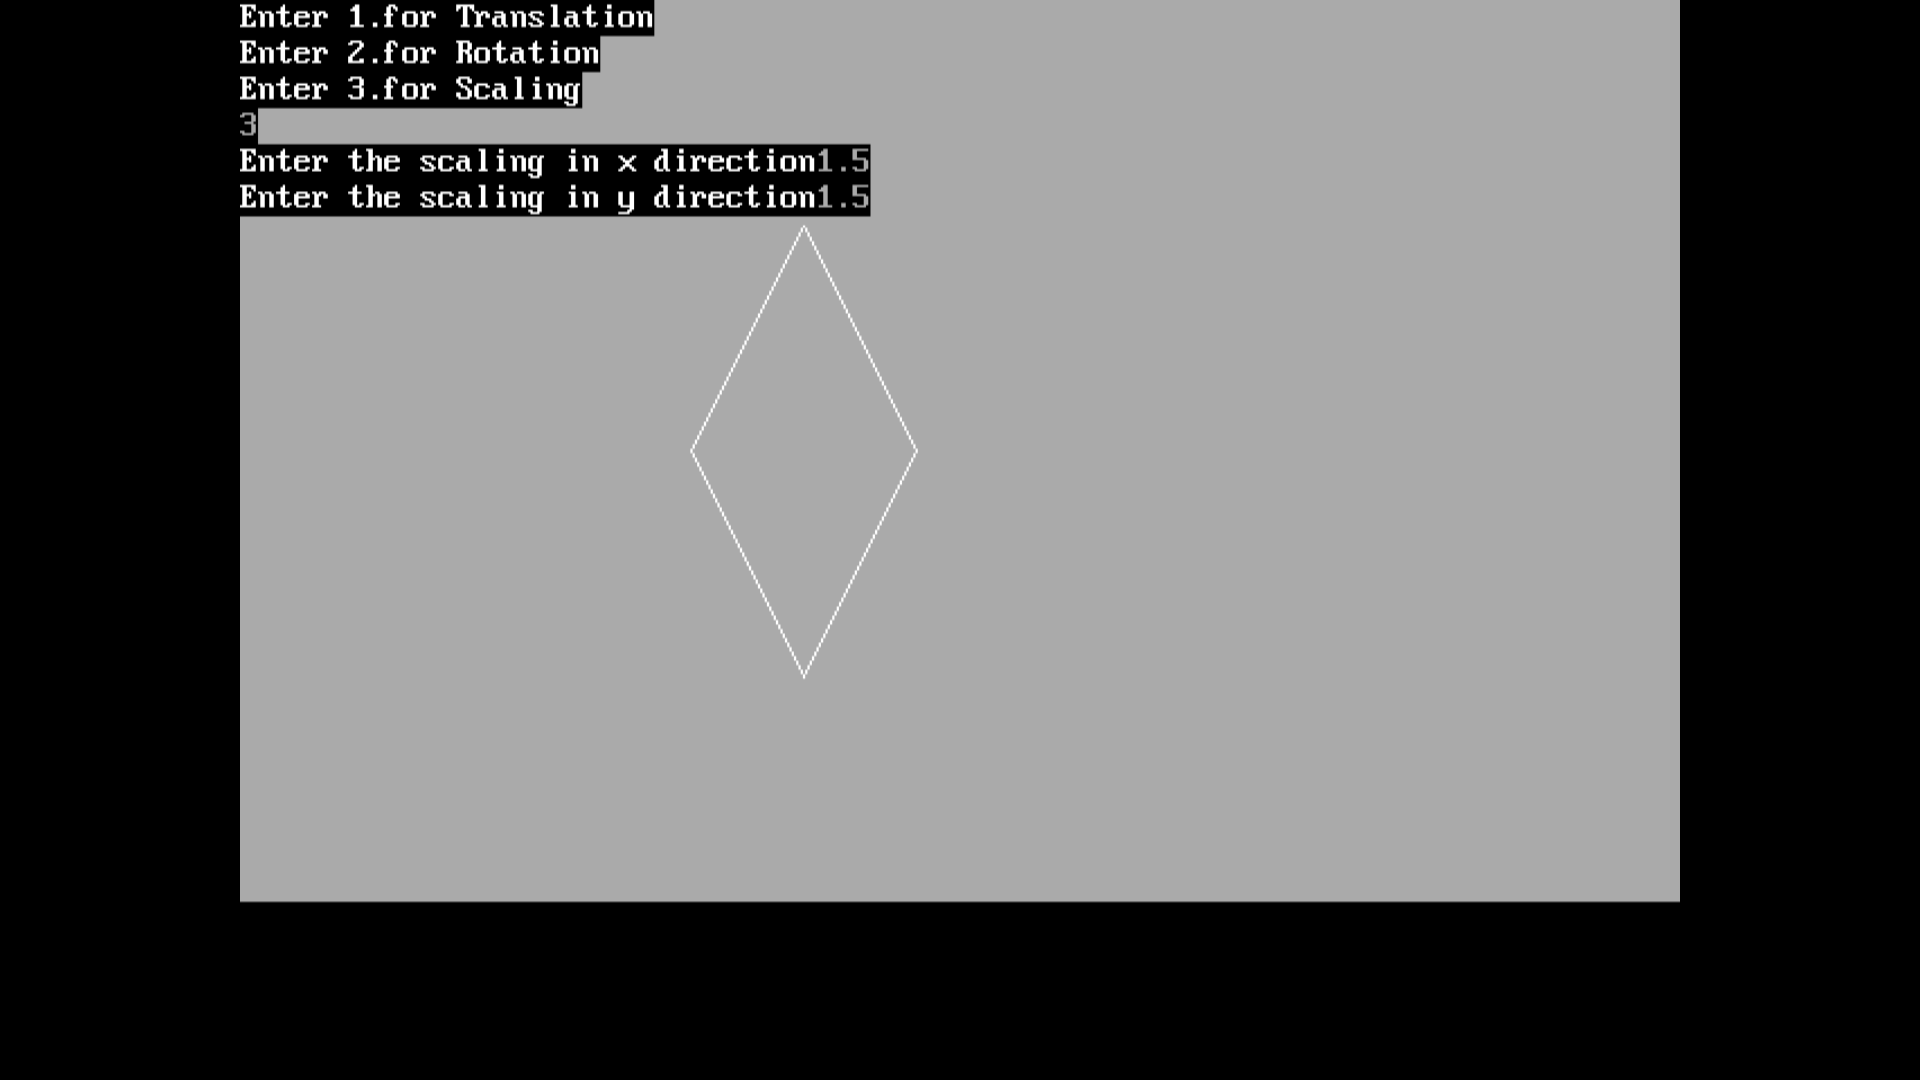 Enter 1.for Translation
Enter 2.for Rotation
Enter 3.for Scaling
3
Enter the scaling in x direction1.5
Enter the scaling in y direction1.5